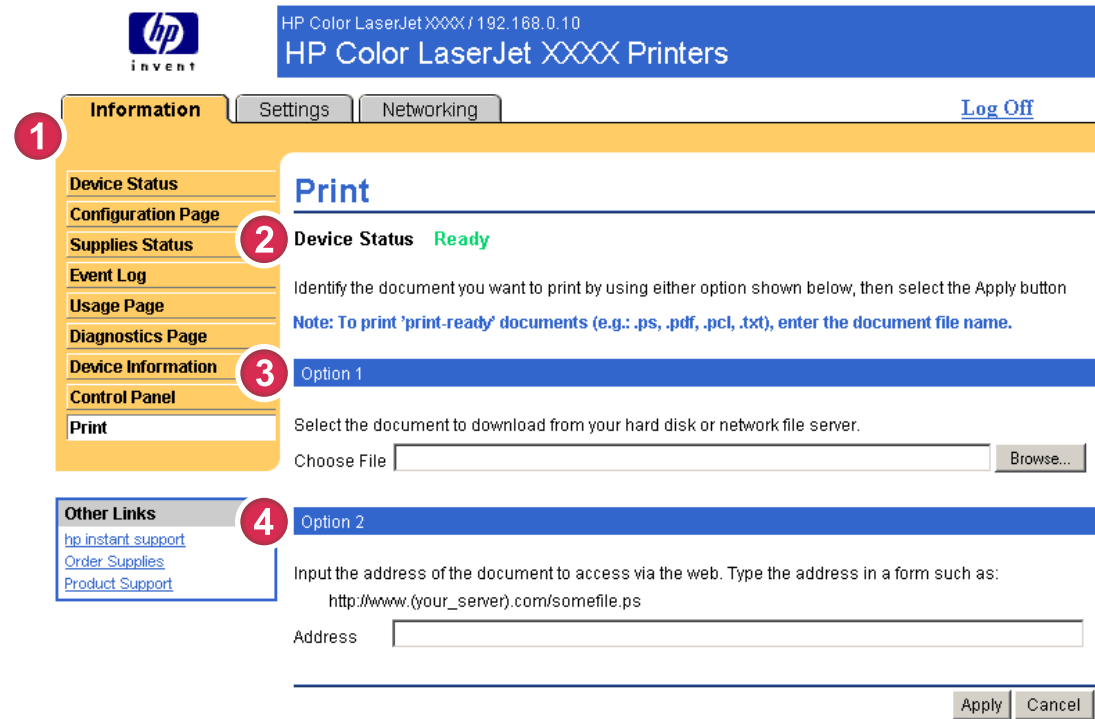 hp
invent
HP Color LaserJet XXXX / 192.168.0.10
HP Color LaserJet XXXX Printers
Information
Settings
Networking
Log Off
1
Device Status
Configuration Page
Supplies Status
Event Log
Usage Page
Diagnostics Page
Device Information
Control Panel
Print
Other Links
hp instant support
Order Supplies
Product Support
Print
2
Device Status Ready
Identify the document you want to print by using either option shown below, then select the Apply button
Note: To print 'print-ready' documents (e.g.: .ps, .pdf, .pcl, .txt), enter the document file name.
3
Option 1
Select the document to download from your hard disk or network file server.
Choose File
Browse...
4
Option 2
Input the address of the document to access via the web. Type the address in a form such as:
http://www.(your_server).com/somefile.ps
Address
Apply
Cancel